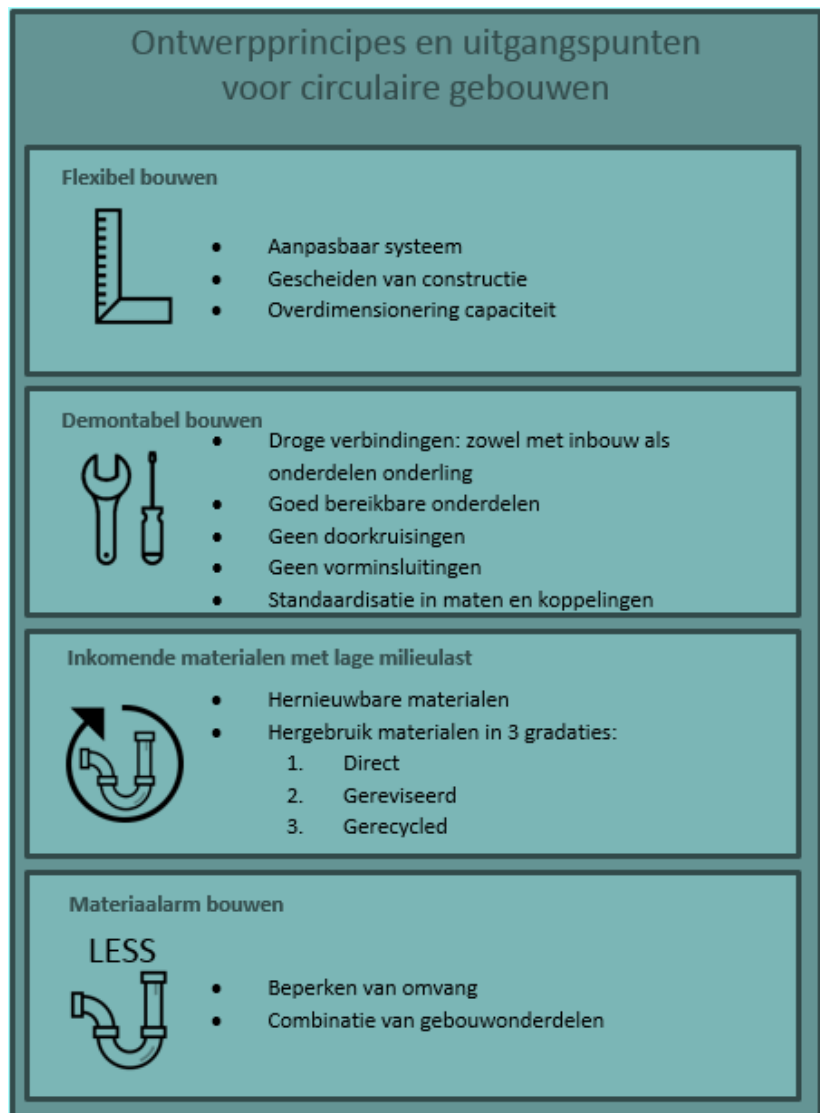 Ontwerpprincipes en uitgangspunten
voor circulaire gebouwen
Flexibel bouwen
• Aanpasbaar systeem
• Gescheiden van constructie
• Overdimensionering capaciteit
Demontabel bouwen
• Droge verbindingen: zowel met inbouw als
onderdelen onderling
• Goed bereikbare onderdelen
• Geen doorkruisingen
• Geen vorminsluitingen
• Standaardisatie in maten en koppelingen
Inkomende materialen met lage milieulast
• Hernieuwbare materialen
• Hergebruik materialen in 3 gradaties:
1. Direct
2. Gereviseerd
3. Gerecycled
Materiaalarm bouwen
LESS
• Beperken van omvang
• Combinatie van gebouwonderdelen